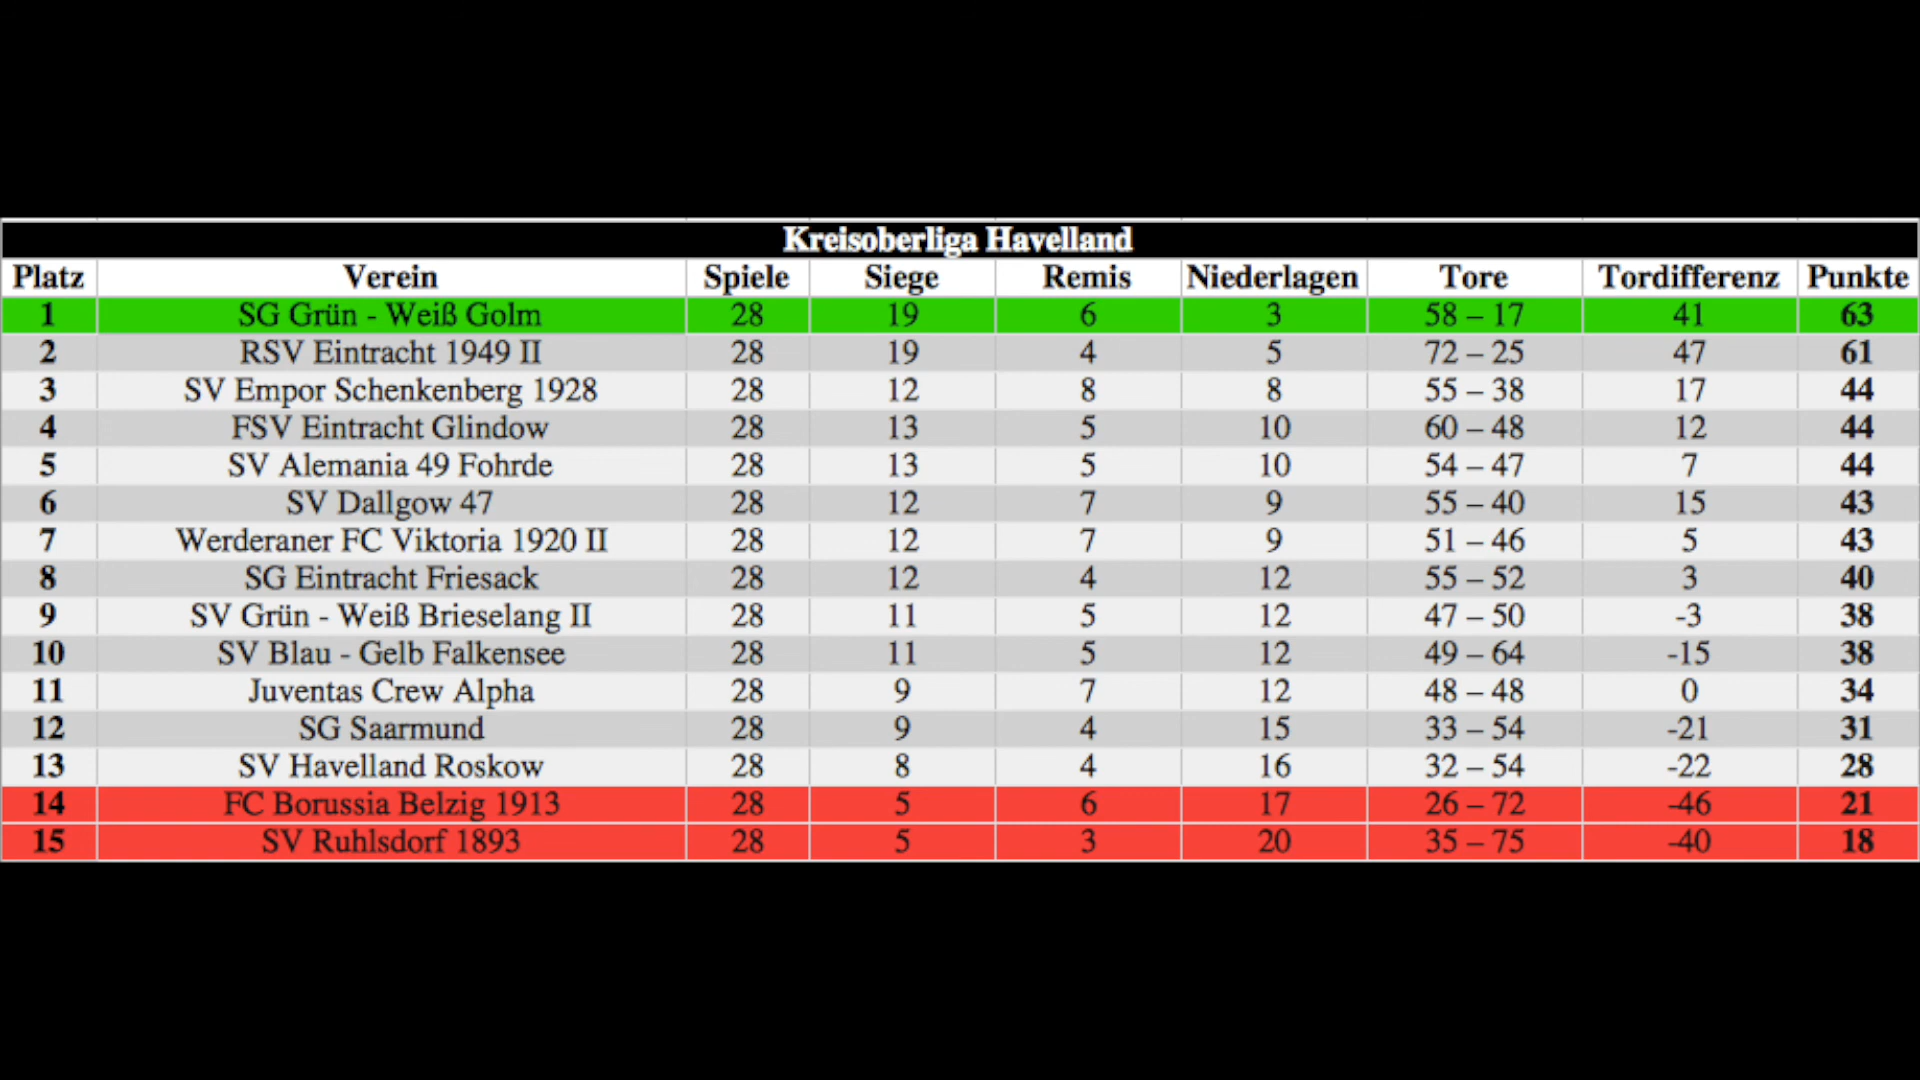 Kreisoberliga Havelland
Platz Verein Spiele Siege Remis Niederlagen Tore Tordifferenz Punkte
1 SG Grün - Weiß Golm 28 19 6 3 58 – 17 41 63
2 RSV Eintracht 1949 II 28 19 4 5 72 – 25 47 61
3 SV Empor Schenkenberg 1928 28 12 8 8 55 – 38 17 44
4 FSV Eintracht Glindow 28 13 5 10 60 – 48 12 44
5 SV Alemania 49 Fohrde 28 13 5 10 54 – 47 7 44
6 SV Dallgow 47 28 12 7 9 55 – 40 15 43
7 Werderaner FC Viktoria 1920 II 28 12 7 9 51 – 46 5 43
8 SG Eintracht Friesack 28 12 4 12 55 – 52 3 40
9 SV Grün - Weiß Brieselang II 28 11 5 12 47 – 50 -3 38
10 SV Blau - Gelb Falkensee 28 11 5 12 49 – 64 -15 38
11 Juventas Crew Alpha 28 9 7 12 48 – 48 0 34
12 SG Saarmund 28 9 4 15 33 – 54 -21 31
13 SV Havelland Roskow 28 8 4 16 32 – 54 -22 28
14 FC Borussia Belzig 1913 28 5 6 17 26 – 72 -46 21
15 SV Ruhlsdorf 1893 28 5 3 20 35 – 75 -40 18